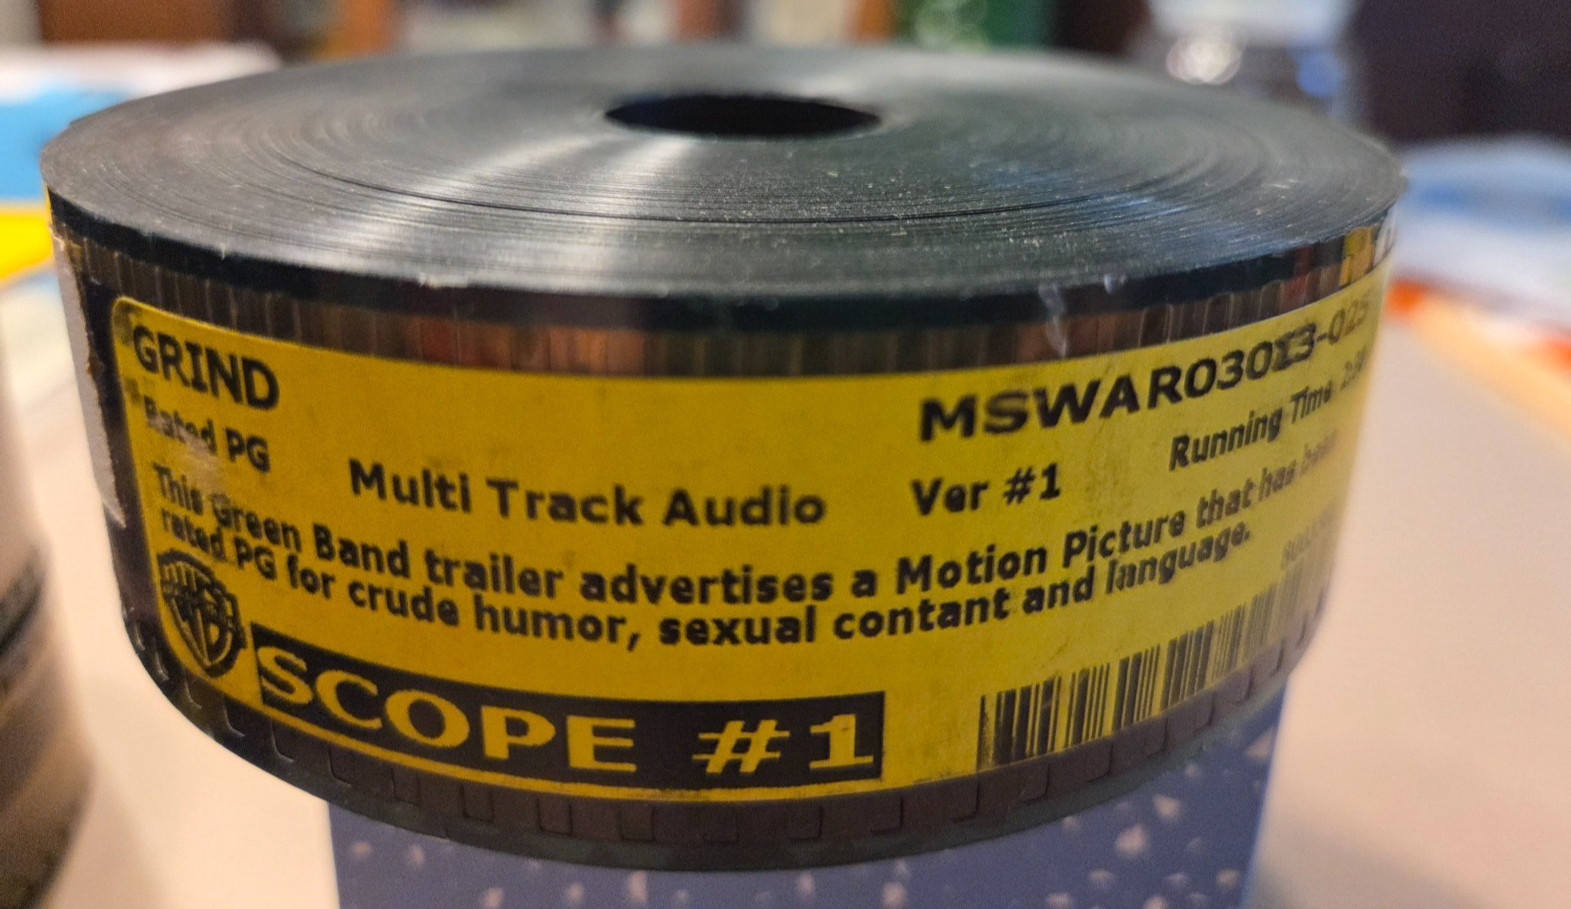 GRIND
MSWAR03013-025
Rated PG
Multi Track Audio
Ver #1
Running Time
This Green Band trailer advertises a Motion Picture that has been
rated PG for crude humor, sexual contant and language.
WB
SCOPE #1